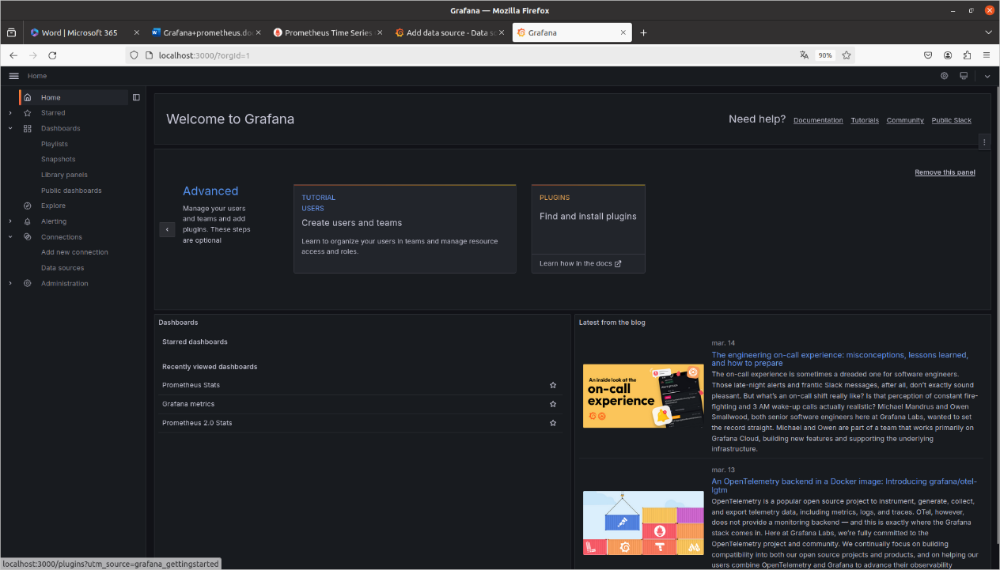 Grafana — Mozilla Firefox
Word | Microsoft 365
Grafana+prometheus.do
Prometheus Time Series
Add data source - Data so
Grafana
localhost:3000/?orgId=1
90%
Home
Home
Starred
Dashboards
Playlists
Snapshots
Library panels
Public dashboards
Explore
Alerting
Connections
Add new connection
Data sources
Administration
Welcome to Grafana
Need help?
Documentation
Tutorials
Community
Public Slack
Remove this panel
Advanced
Manage your users
and teams and add
plugins. These steps
are optional
TUTORIAL
USERS
Create users and teams
Learn to organize your users in teams and manage resource
access and roles.
PLUGINS
Find and install plugins
Learn how in the docs
Dashboards
Starred dashboards
Recently viewed dashboards
Prometheus Stats
Grafana metrics
Prometheus 2.0 Stats
Latest from the blog
An inside look at the
on-call
experience
mar. 14
The engineering on-call experience: misconceptions, lessons learned,
and how to prepare
The on-call experience is sometimes a dreaded one for software engineers.
Those late-night alerts and frantic Slack messages, after all, don't exactly sound
pleasant. But what's an on-call shift really like? Is that perception of constant fire-
fighting and 3 AM wake-up calls actually realistic? Michael Mandrus and Owen
Smallwood, both senior software engineers here at Grafana Labs, wanted to set
the record straight. Michael and Owen are part of a team that works primarily on
Grafana Cloud, building new features and supporting the underlying
infrastructure.
mar. 13
An OpenTelemetry backend in a Docker image: Introducing grafana/otel-
lgtm
OpenTelemetry is a popular open source project to instrument, generate, collect,
and export telemetry data, including metrics, logs, and traces. OTel, however,
does not provide a monitoring backend — and this is exactly where the Grafana
stack comes in. Here at Grafana Labs, we're fully committed to the
OpenTelemetry project and community. We continually focus on building
compatibility into both our open source projects and products, and on helping our
users combine OpenTelemetry and Grafana to advance their observability
localhost:3000/plugins?utm_source=grafana_gettingstarted